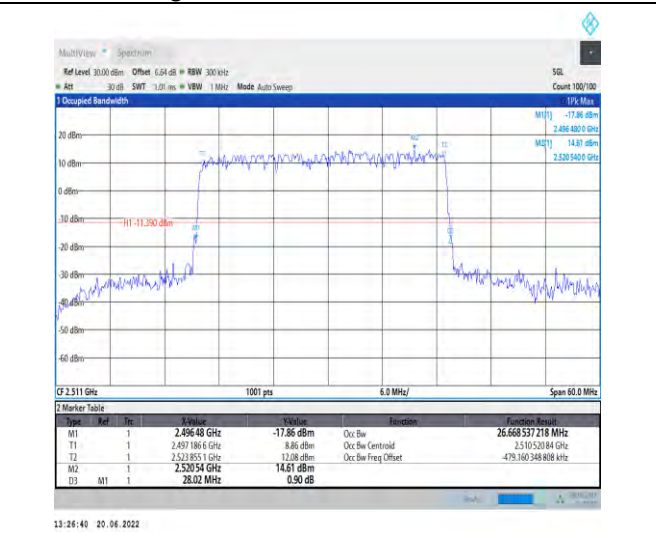 MultiView Spectrum
Ref Level 30.00 dBm Offset 6.64 dB RBW 300 kHz SGL
Att 30 dB SWT 1.01 ms VBW 1 MHz Mode Auto Sweep Count 100/100
1 Occupied Bandwidth 1Pk Max
M1[1] -17.86 dBm
2.496 480 0 GHz
20 dBm M2[1] 14.61 dBm
2.520 540 0 GHz
M2
T1
T2
10 dBm
0 dBm
-10 dBm
H1 -11.390 dBm
M1
D3
-20 dBm
-30 dBm
-40 dBm
-50 dBm
-60 dBm
CF 2.511 GHz 1001 pts 6.0 MHz/ Span 60.0 MHz
2 Marker Table
Type Ref Trc X-Value Y-Value Function Function Result
M1 1 2.496 48 GHz -17.86 dBm Occ Bw 26.668 537 218 MHz
T1 1 2.497 186 6 GHz 8.86 dBm Occ Bw Centroid 2.510 520 84 GHz
T2 1 2.523 855 1 GHz 12.08 dBm Occ Bw Freq Offset -479.160 348 808 kHz
M2 1 2.520 54 GHz 14.61 dBm
D3 M1 1 28.02 MHz 0.90 dB
13:26:40 20.06.2022